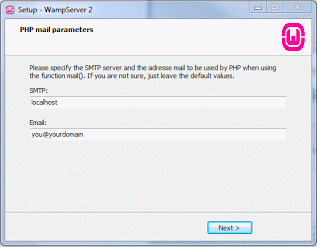 Setup - WampServer 2
PHP mail parameters
Please specify the SMTP server and the adresse mail to be used by PHP when using
the function mail(). If you are not sure, just leave the default values.
SMTP:
localhost
Email:
you@yourdomain
Next >